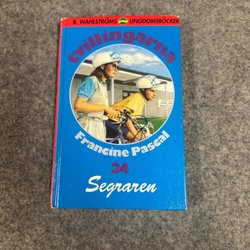 B. WAHLSTRÖMS UNGDOMSBÖCKER
tvillingarna
Francine Pascal
34
Segraren